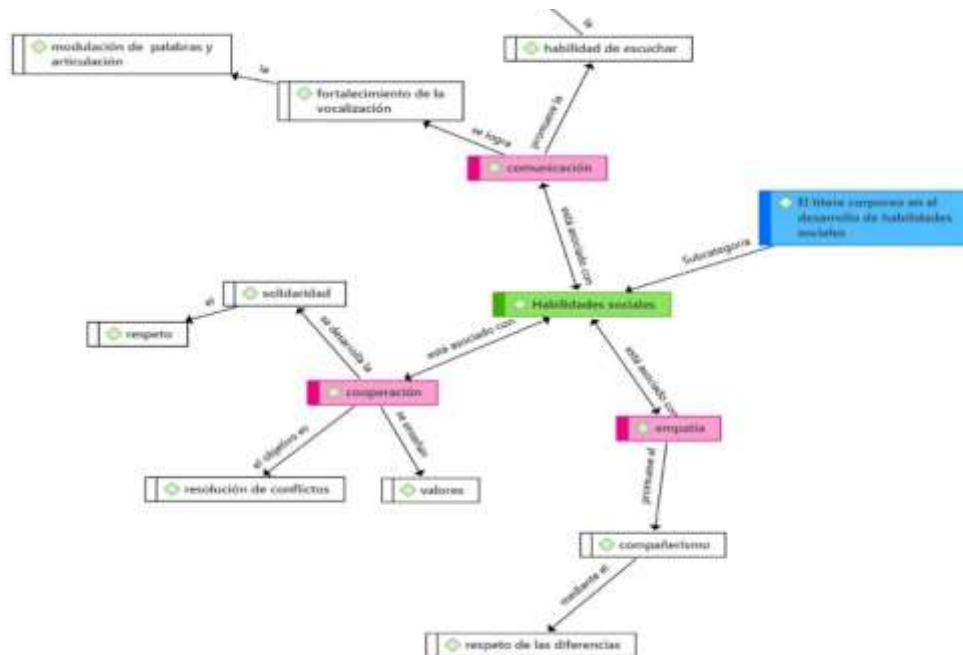 la
habilidad de escuchar
modulación de palabras y
articulación
la
fortalecimiento de la
vocalización
se logra
promueve la
comunicación
El títere corporeo en el
desarrollo de habilidades
sociales
está asociado con
Subcategoría
solidaridad
el
Habilidades sociales
respeto
se desarrolla la
está asociado con
está asociado con
cooperación
el objetivo es
se enseñan
empatía
resolución de conflictos
valores
promueve el
compañerismo
mediante el
respeto de las diferencias